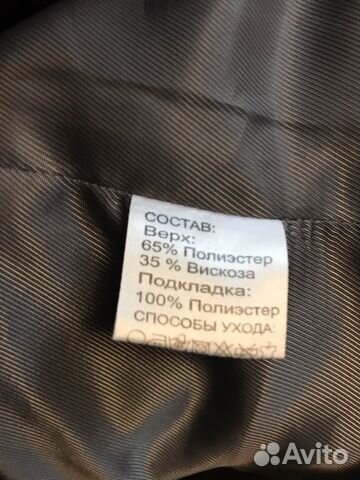 СОСТАВ:
Верх:
65% Полиэстер
35 % Вискоза
Подкладка:
100% Полиэстер
СПОСОБЫ УХОДА:
Avito